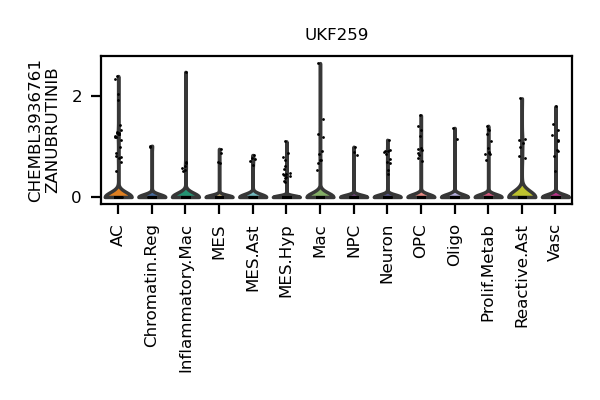 UKF259
CHEMBL3936761
ZANUBRUTINIB
2
0
AC
Chromatin.Reg
Inflammatory.Mac
MES
MES.Ast
MES.Hyp
Mac
NPC
Neuron
OPC
Oligo
Prolif.Metab
Reactive.Ast
Vasc